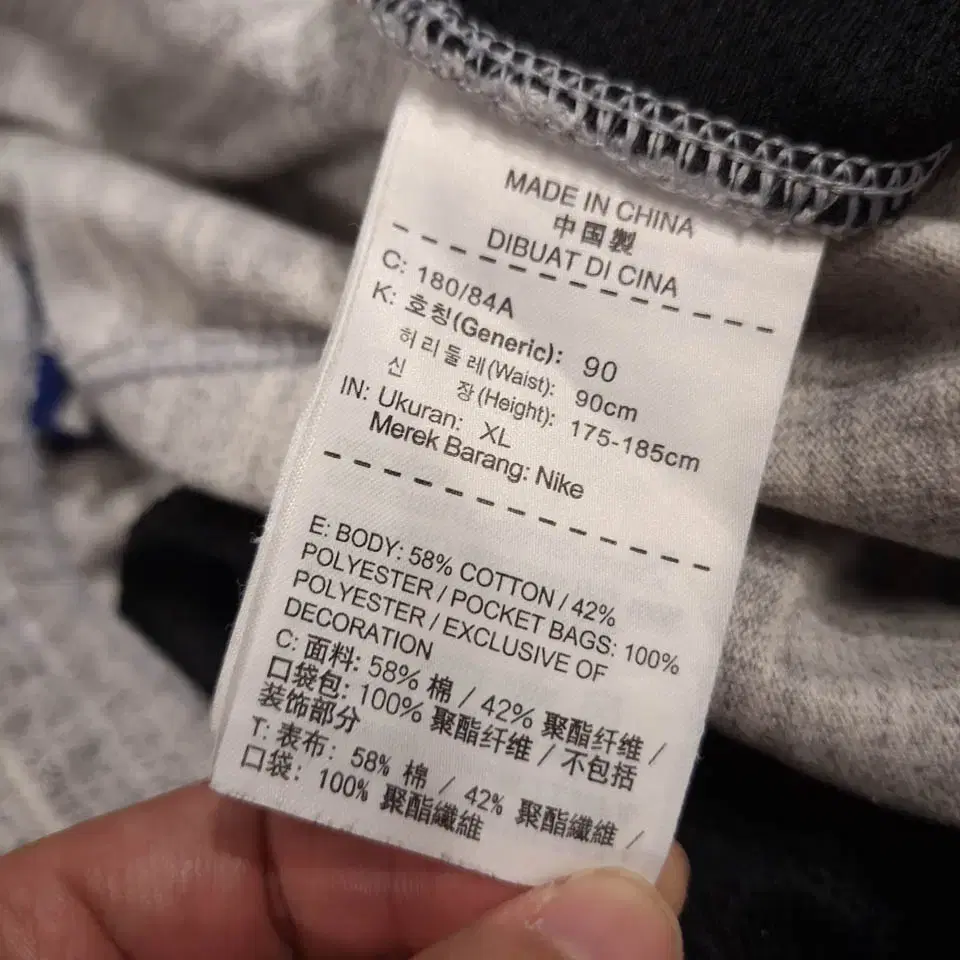 MADE IN CHINA
中国製
DIBUAT DI CINA
C: 180/84A
K: 호칭(Generic): 90
허리둘레(Waist): 90cm
신 장(Height): 175-185cm
IN: Ukuran: XL
Merek Barang: Nike
E: BODY: 58% COTTON / 42%
POLYESTER / POCKET BAGS: 100%
POLYESTER / EXCLUSIVE OF
DECORATION
C: 面料: 58% 棉 / 42% 聚酯纤维 /
口袋包: 100% 聚酯纤维 / 不包括
装饰部分
T: 表布: 58% 棉 / 42% 聚酯纖維 /
口袋: 100% 聚酯纖維